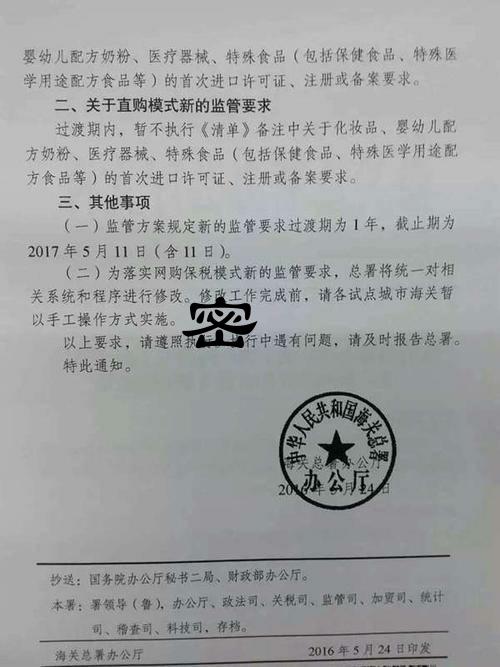 婴幼儿配方奶粉、医疗器械、特殊食品（包括保健食品、特殊医
学用途配方食品等）的首次进口许可证、注册或备案要求。
二、关于直购模式新的监管要求
过渡期内，暂不执行《清单》备注中关于化妆品、婴幼儿配
方奶粉、医疗器械、特殊食品（包括保健食品、特殊医学用途配
方食品等）的首次进口许可证、注册或备案要求。
三、其他事项
（一）监管方案规定新的监管要求过渡期为1年，截止期为
2017年5月11日（含11日）。
（二）为落实网购保税模式新的监管要求，总署将统一对相
关系统和程序进行修改。修改工作完成前，请各试点城市海关暂
以手工操作方式实施。
密
以上要求，请遵照执行。执行中遇有问题，请及时报告总署。
特此通知。
中华人民共和国海关总署
海关总署办公厅
办公厅
2016年5月24日
抄送：国务院办公厅秘书二局、财政部办公厅。
本署：署领导（鲁），办公厅、政法司、关税司、监管司、加贸司、统计
司、稽查司、科技司，存档。
海关总署办公厅 2016年5月24日印发